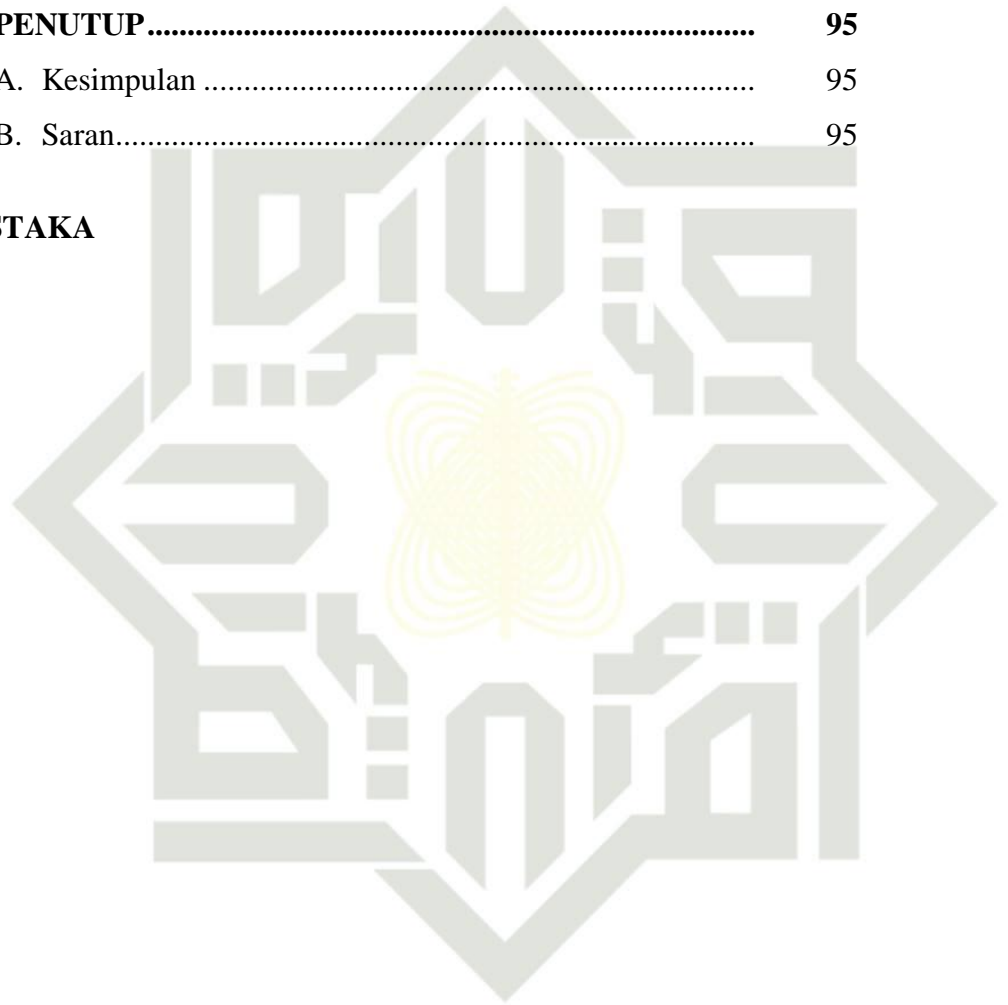 PENUTUP........................................................................... 95
A. Kesimpulan ..................................................................... 95
B. Saran................................................................................ 95
STAKA